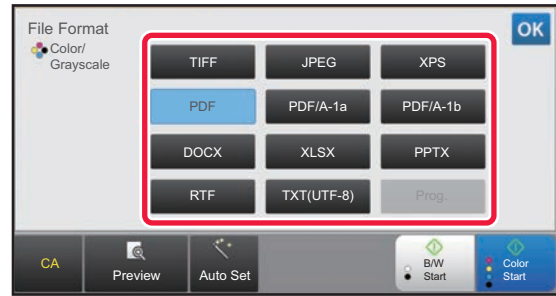 File Format
OK
Color/
Grayscale
TIFF
JPEG
XPS
PDF
PDF/A-1a
PDF/A-1b
DOCX
XLSX
PPTX
RTF
TXT(UTF-8)
Prog.
CA
Preview
Auto Set
B/W
Start
Color
Start